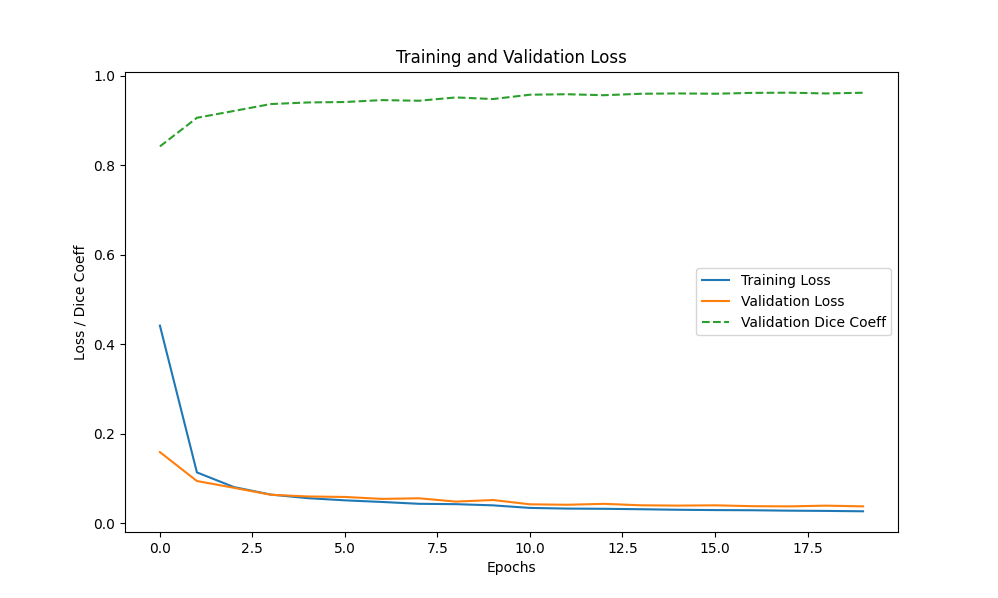 Training and Validation Loss
1.0
0.8
0.6
0.4
0.2
0.0
Loss / Dice Coeff
Training Loss
Validation Loss
Validation Dice Coeff
0.0 2.5 5.0 7.5 10.0 12.5 15.0 17.5
Epochs